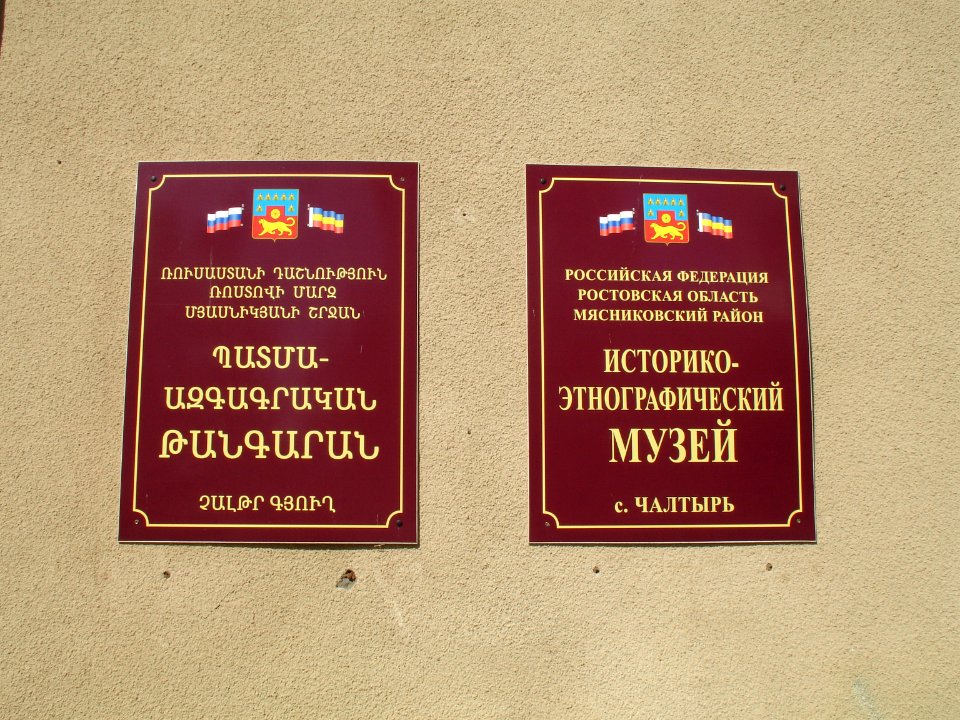 ՌՈՒՍԱՍՏԱՆԻ ԴԱՇՆՈՒԹՅՈՒՆ
ՌՈՍՏՈՎԻ ՄԱՐԶ
ՄՅԱՍՆԻԿՅԱՆԻ ՇՐՋԱՆ
ՊԱՏՄԱ-
ԱԶԳԱԳՐԱԿԱՆ
ԹԱՆԳԱՐԱՆ
ՉԱԼԹՐ ԳՅՈՒՂ
РОССИЙСКАЯ ФЕДЕРАЦИЯ
РОСТОВСКАЯ ОБЛАСТЬ
МЯСНИКОВСКИЙ РАЙОН
ИСТОРИКО-
ЭТНОГРАФИЧЕСКИЙ
МУЗЕЙ
с. ЧАЛТЫРЬ